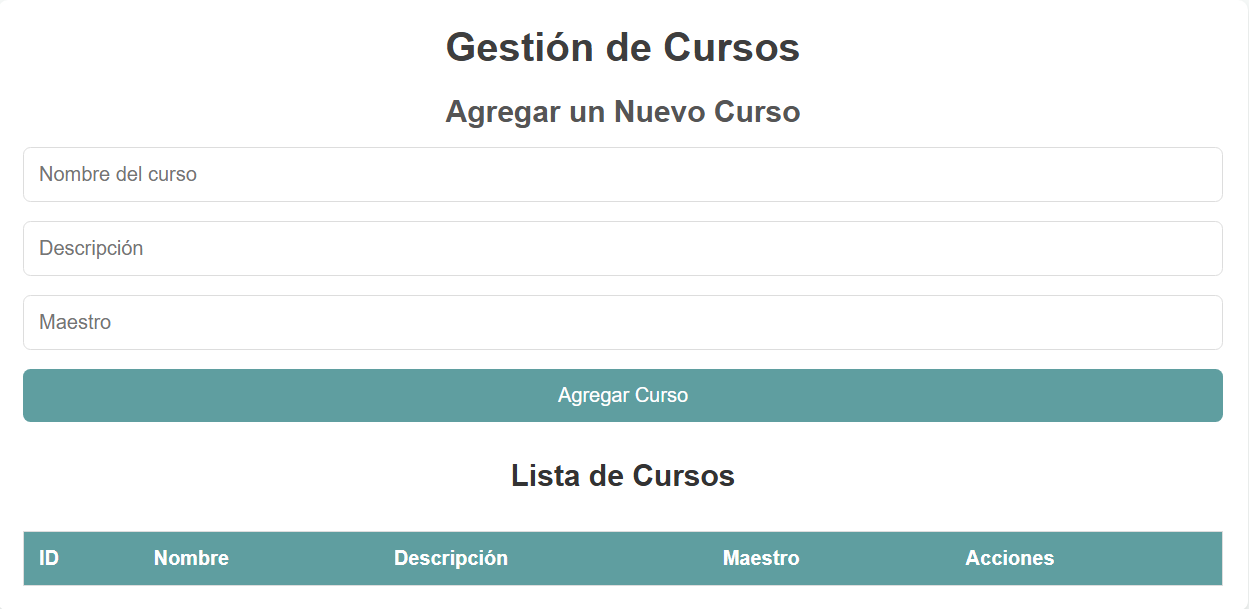 Gestión de Cursos
Agregar un Nuevo Curso
Nombre del curso
Descripción
Maestro
Agregar Curso
Lista de Cursos
ID Nombre Descripción Maestro Acciones